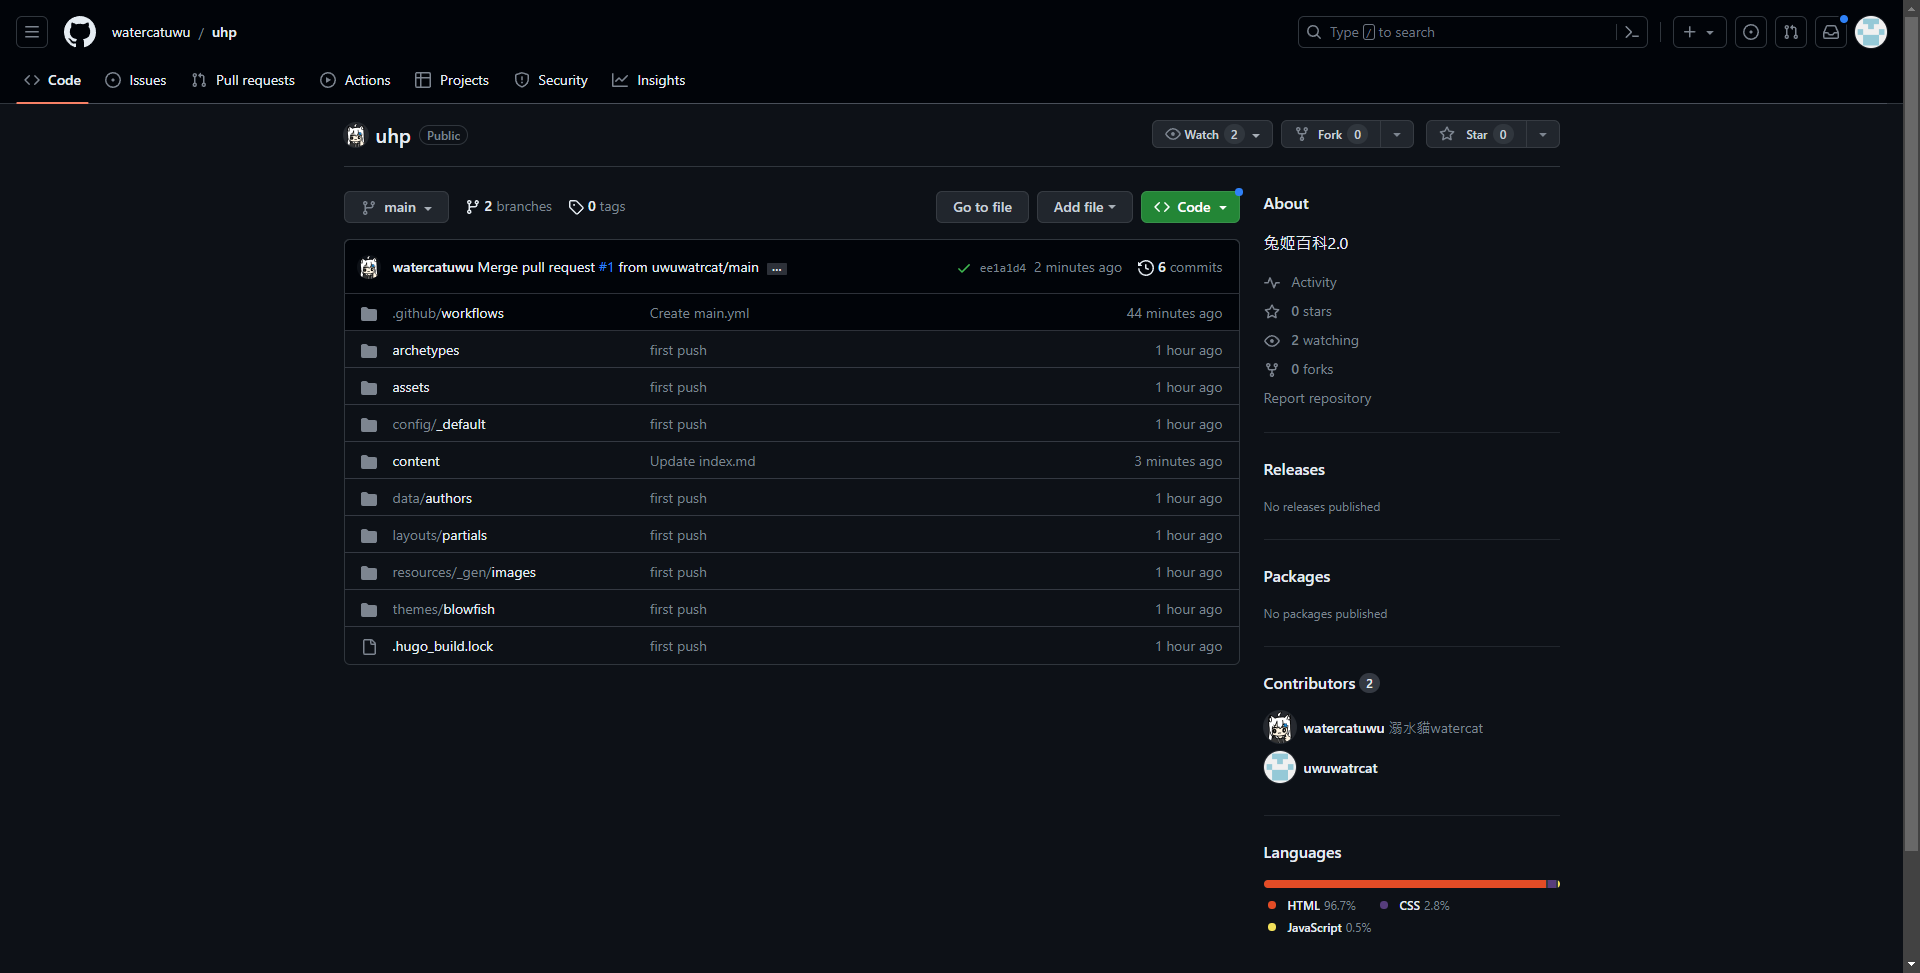 watercatuwu / uhp
Type / to search
Code Issues Pull requests Actions Projects Security Insights
uhp Public
Watch 2 Fork 0 Star 0
main 2 branches 0 tags
Go to file Add file Code
watercatuwu Merge pull request #1 from uwuwatrcat/main ...
ee1a1d4 2 minutes ago 6 commits
.github/workflows Create main.yml 44 minutes ago
archetypes first push 1 hour ago
assets first push 1 hour ago
config/_default first push 1 hour ago
content Update index.md 3 minutes ago
data/authors first push 1 hour ago
layouts/partials first push 1 hour ago
resources/_gen/images first push 1 hour ago
themes/blowfish first push 1 hour ago
.hugo_build.lock first push 1 hour ago
About
兔姬百科2.0
Activity
0 stars
2 watching
0 forks
Report repository
Releases
No releases published
Packages
No packages published
Contributors 2
watercatuwu 溺水貓watercat
uwuwatrcat
Languages
HTML 96.7% CSS 2.8%
JavaScript 0.5%